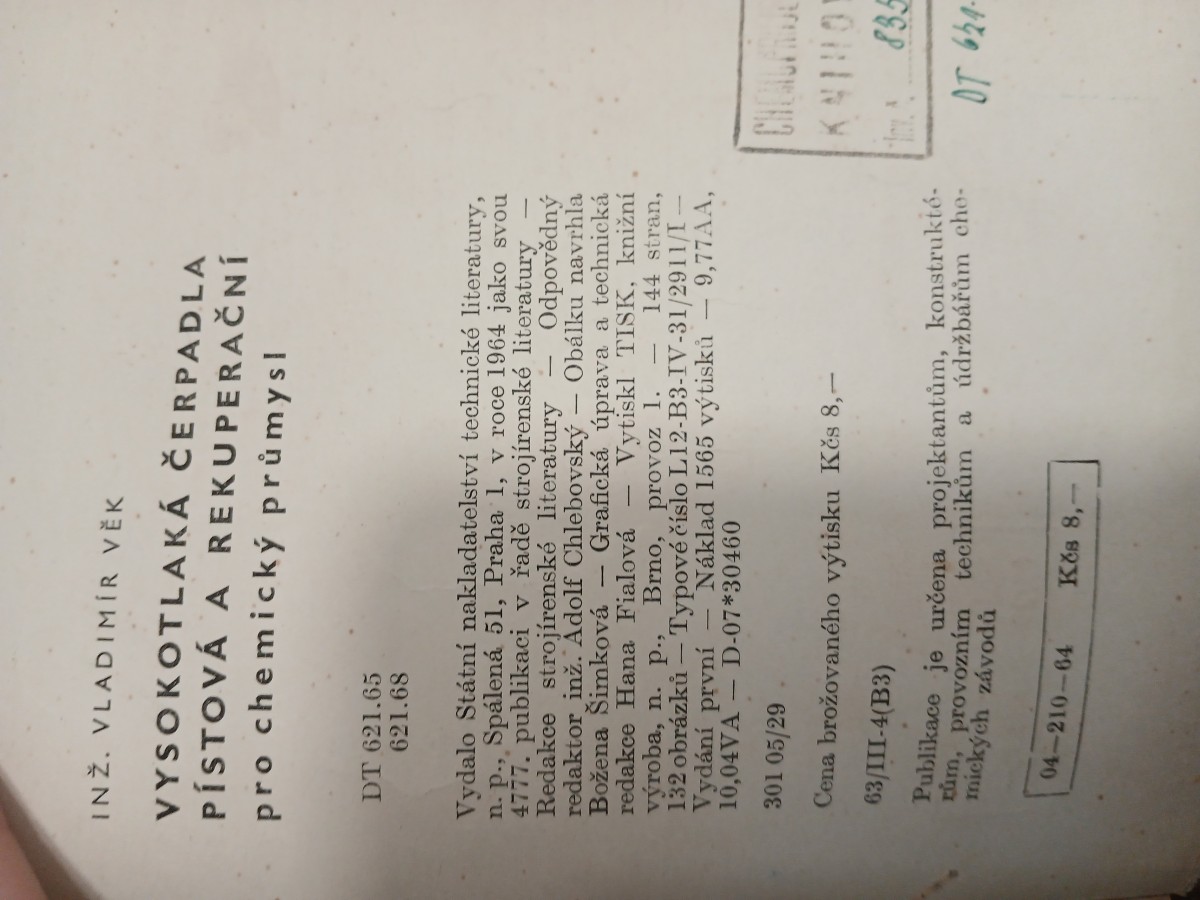 INŽ. VLADIMÍR VĚK
VYSOKOTLAKÁ ČERPADLA
PÍSTOVÁ A REKUPERAČNÍ
pro chemický průmysl
DT 621.65
621.68
Vydalo Státní nakladatelství technické literatury,
n. p., Spálená 51, Praha 1, v roce 1964 jako svou
4777. publikaci v řadě strojírenské literatury —
Redakce strojírenské literatury — Odpovědný
redaktor inž. Adolf Chlebovský — Obálku navrhla
Božena Šimková — Grafická úprava a technická
redakce Hana Fialová — Vytiskl TISK, knižní
výroba, n. p., Brno, provoz 1. — 144 stran,
132 obrázků — Typové číslo L12-B3-IV-31/2911/I —
Vydání první — Náklad 1565 výtisků — 9,77AA,
10,04VA — D-07*30460
301 05/29
Cena brožovaného výtisku Kčs 8,—
63/III-4(B3)
Publikace je určena projektantům, konstrukté-
rům, provozním technikům a údržbářům che-
mických závodů
04—210—64 Kčs 8,—
Inv. A 835
DT 621.